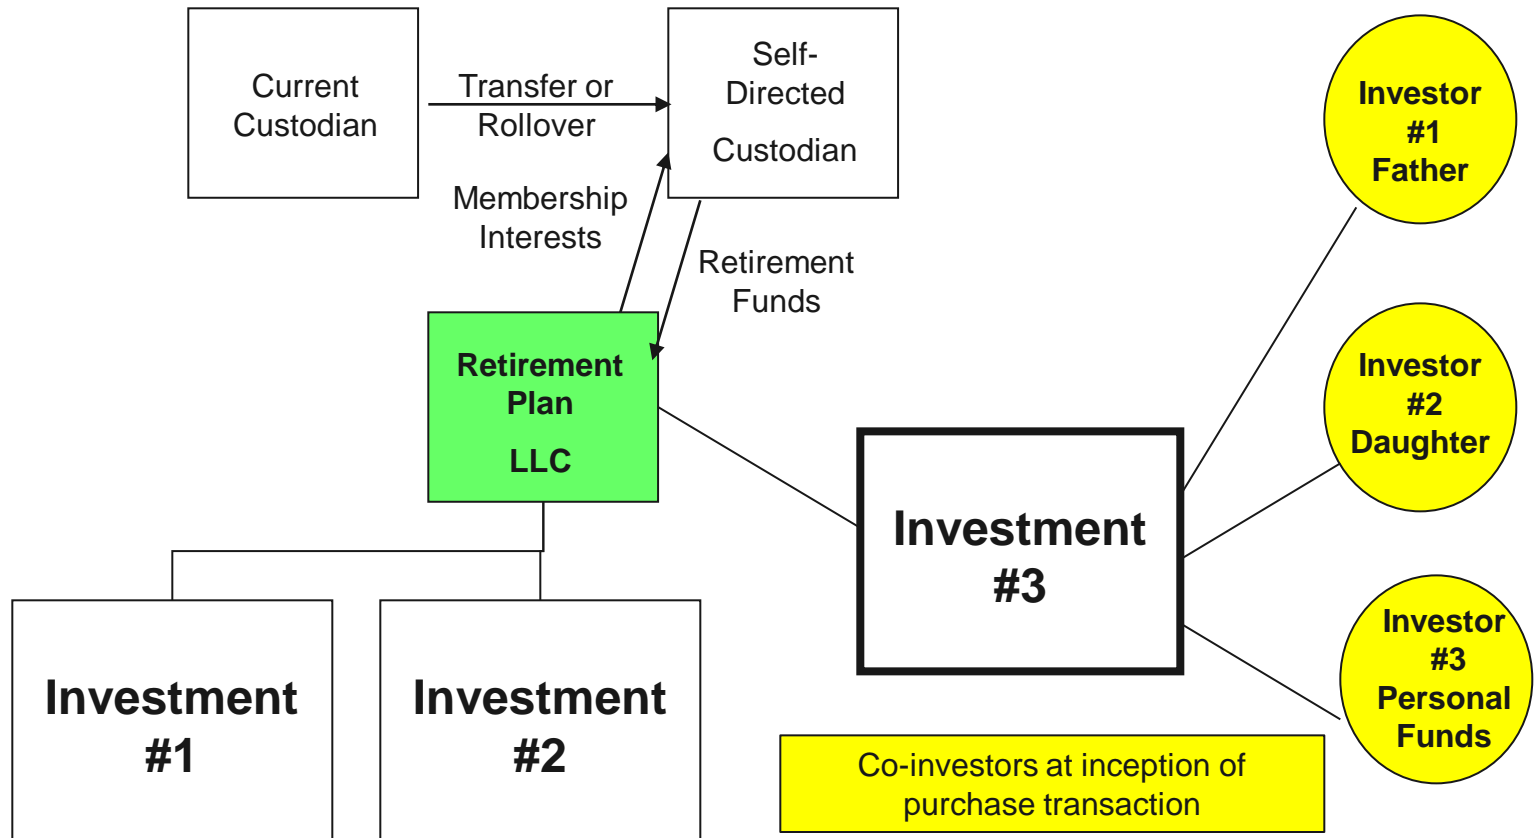 Current
Custodian
Transfer or
Rollover
Self-
Directed
Custodian
Membership
Interests
Retirement
Funds
Retirement
Plan
LLC
Investment
#1
Investment
#2
Investment
#3
Investor
#1
Father
Investor
#2
Daughter
Investor
#3
Personal
Funds
Co-investors at inception of
purchase transaction